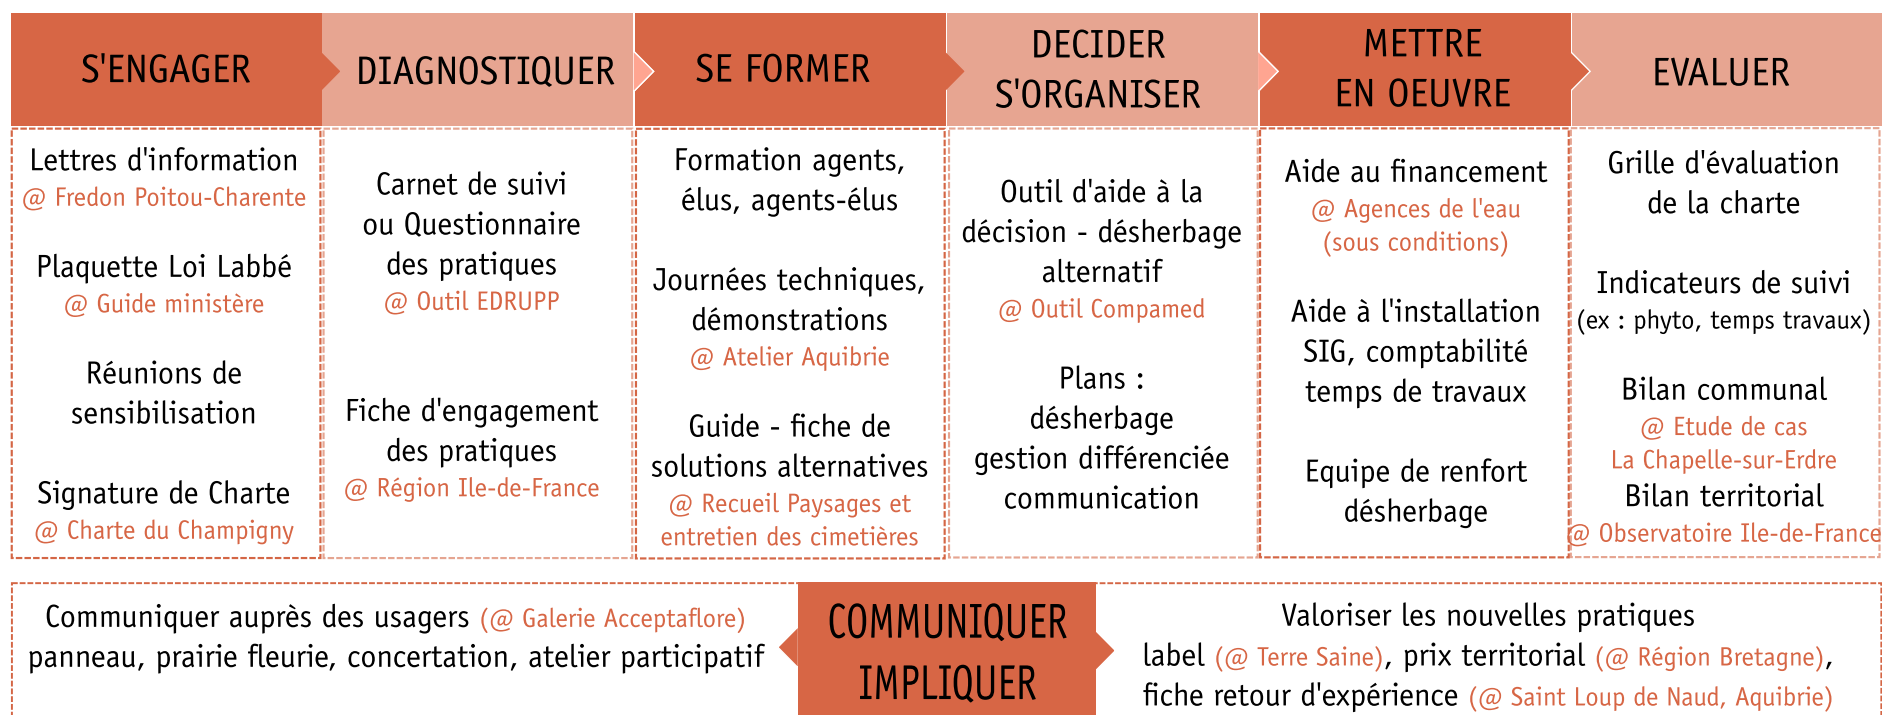 S'ENGAGER
Lettres d'information
@ Fredon Poitou-Charente
Plaquette Loi Labbé
@ Guide ministère
Réunions de
sensibilisation
Signature de Charte
@ Charte du Champigny
DIAGNOSTIQUER
Carnet de suivi
ou Questionnaire
des pratiques
@ Outil EDRUPP
Fiche d'engagement
des pratiques
@ Région Ile-de-France
SE FORMER
Formation agents,
élus, agents-élus
Journées techniques,
démonstrations
@ Atelier Aquibrie
Guide - fiche de
solutions alternatives
@ Recueil Paysages et
entretien des cimetières
DECIDER
S'ORGANISER
Outil d'aide à la
décision - désherbage
alternatif
@ Outil Compamed
Plans :
désherbage
gestion différenciée
communication
METTRE
EN OEUVRE
Aide au financement
@ Agences de l'eau
(sous conditions)
Aide à l'installation
SIG, comptabilité
temps de travaux
Equipe de renfort
désherbage
EVALUER
Grille d'évaluation
de la charte
Indicateurs de suivi
(ex : phyto, temps travaux)
Bilan communal
@ Etude de cas
La Chapelle-sur-Erdre
Bilan territorial
@ Observatoire Ile-de-France
Communiquer auprès des usagers (@ Galerie Acceptaflore)
panneau, prairie fleurie, concertation, atelier participatif
COMMUNIQUER
IMPLIQUER
Valoriser les nouvelles pratiques
label (@ Terre Saine), prix territorial (@ Région Bretagne),
fiche retour d'expérience (@ Saint Loup de Naud, Aquibrie)